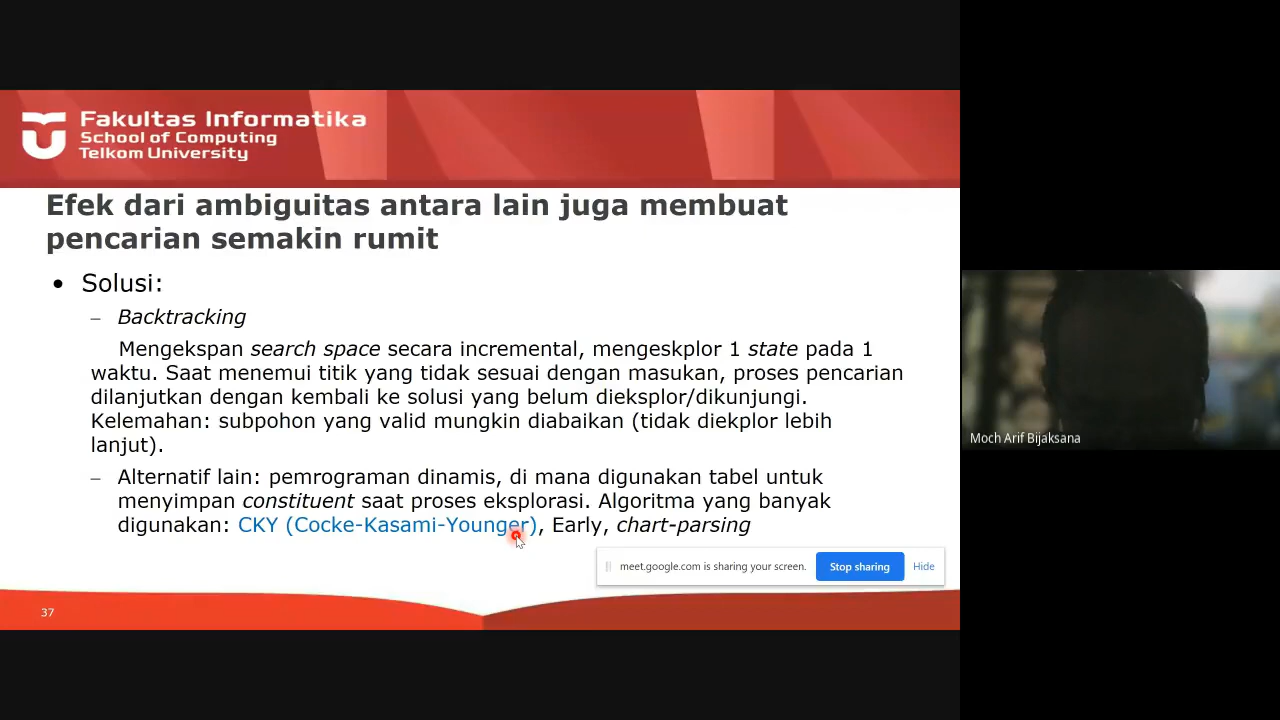 Fakultas Informatika
School of Computing
Telkom University
Efek dari ambiguitas antara lain juga membuat
pencarian semakin rumit
• Solusi:
– Backtracking
Mengekspan search space secara incremental, mengeskplor 1 state pada 1
waktu. Saat menemui titik yang tidak sesuai dengan masukan, proses pencarian
dilanjutkan dengan kembali ke solusi yang belum dieksplor/dikunjungi.
Kelemahan: subpohon yang valid mungkin diabaikan (tidak diekplor lebih
lanjut).
– Alternatif lain: pemrograman dinamis, di mana digunakan tabel untuk
menyimpan constituent saat proses eksplorasi. Algoritma yang banyak
digunakan: CKY (Cocke-Kasami-Younger), Early, chart-parsing
meet.google.com is sharing your screen. Stop sharing Hide
37
Moch Arif Bijaksana